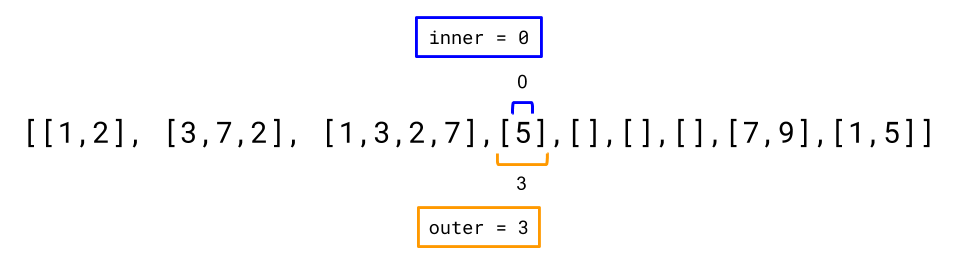 inner = 0
0
[[1,2], [3,7,2], [1,3,2,7],[5],[],[],[],[7,9],[1,5]]
3
outer = 3